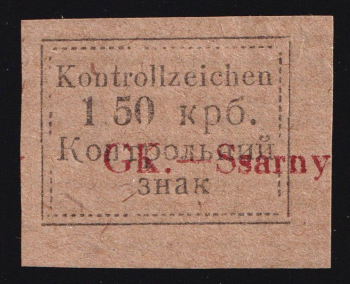 Kontrollzeichen
1.50 крб.
Контрольний
GK. - Ssarny
знак